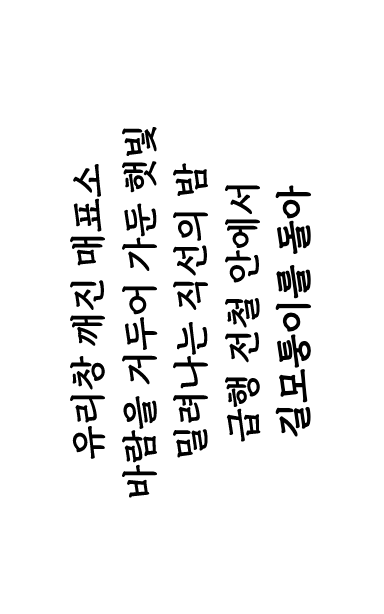 유리창 깨진 매표소
바람을 거두어 가둔 햇빛
밀려나는 직선의 밤
급행 전철 안에서
길모퉁이를 돌아